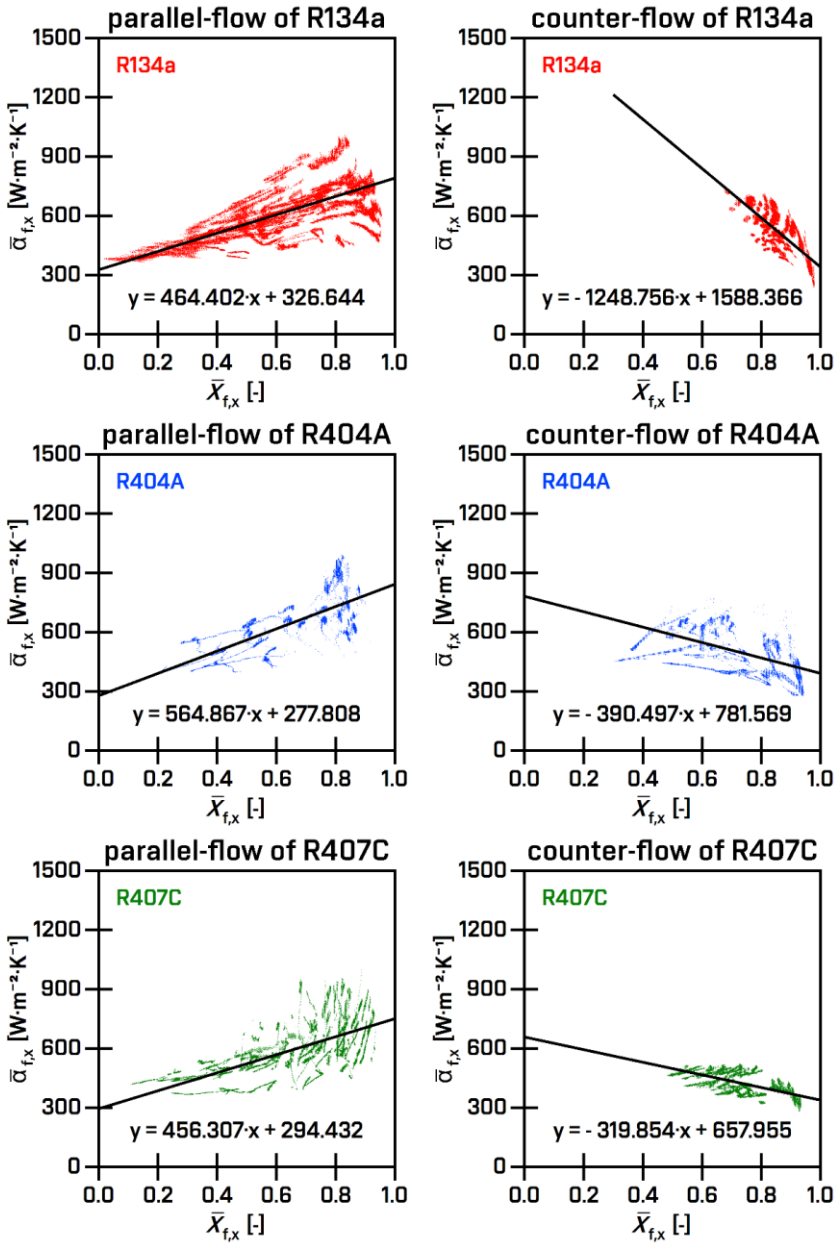 parallel-flow of R134a
R134a
ᾱf,x [W·m⁻²·K⁻¹]
1500
1200
900
600
300
0
y = 464.402·x + 326.644
0.0 0.2 0.4 0.6 0.8 1.0
X̄f,x [-]
counter-flow of R134a
R134a
ᾱf,x [W·m⁻²·K⁻¹]
1500
1200
900
600
300
0
y = - 1248.756·x + 1588.366
0.0 0.2 0.4 0.6 0.8 1.0
X̄f,x [-]
parallel-flow of R404A
R404A
ᾱf,x [W·m⁻²·K⁻¹]
1500
1200
900
600
300
0
y = 564.867·x + 277.808
0.0 0.2 0.4 0.6 0.8 1.0
X̄f,x [-]
counter-flow of R404A
R404A
ᾱf,x [W·m⁻²·K⁻¹]
1500
1200
900
600
300
0
y = - 390.497·x + 781.569
0.0 0.2 0.4 0.6 0.8 1.0
X̄f,x [-]
parallel-flow of R407C
R407C
ᾱf,x [W·m⁻²·K⁻¹]
1500
1200
900
600
300
0
y = 456.307·x + 294.432
0.0 0.2 0.4 0.6 0.8 1.0
X̄f,x [-]
counter-flow of R407C
R407C
ᾱf,x [W·m⁻²·K⁻¹]
1500
1200
900
600
300
0
y = - 319.854·x + 657.955
0.0 0.2 0.4 0.6 0.8 1.0
X̄f,x [-]